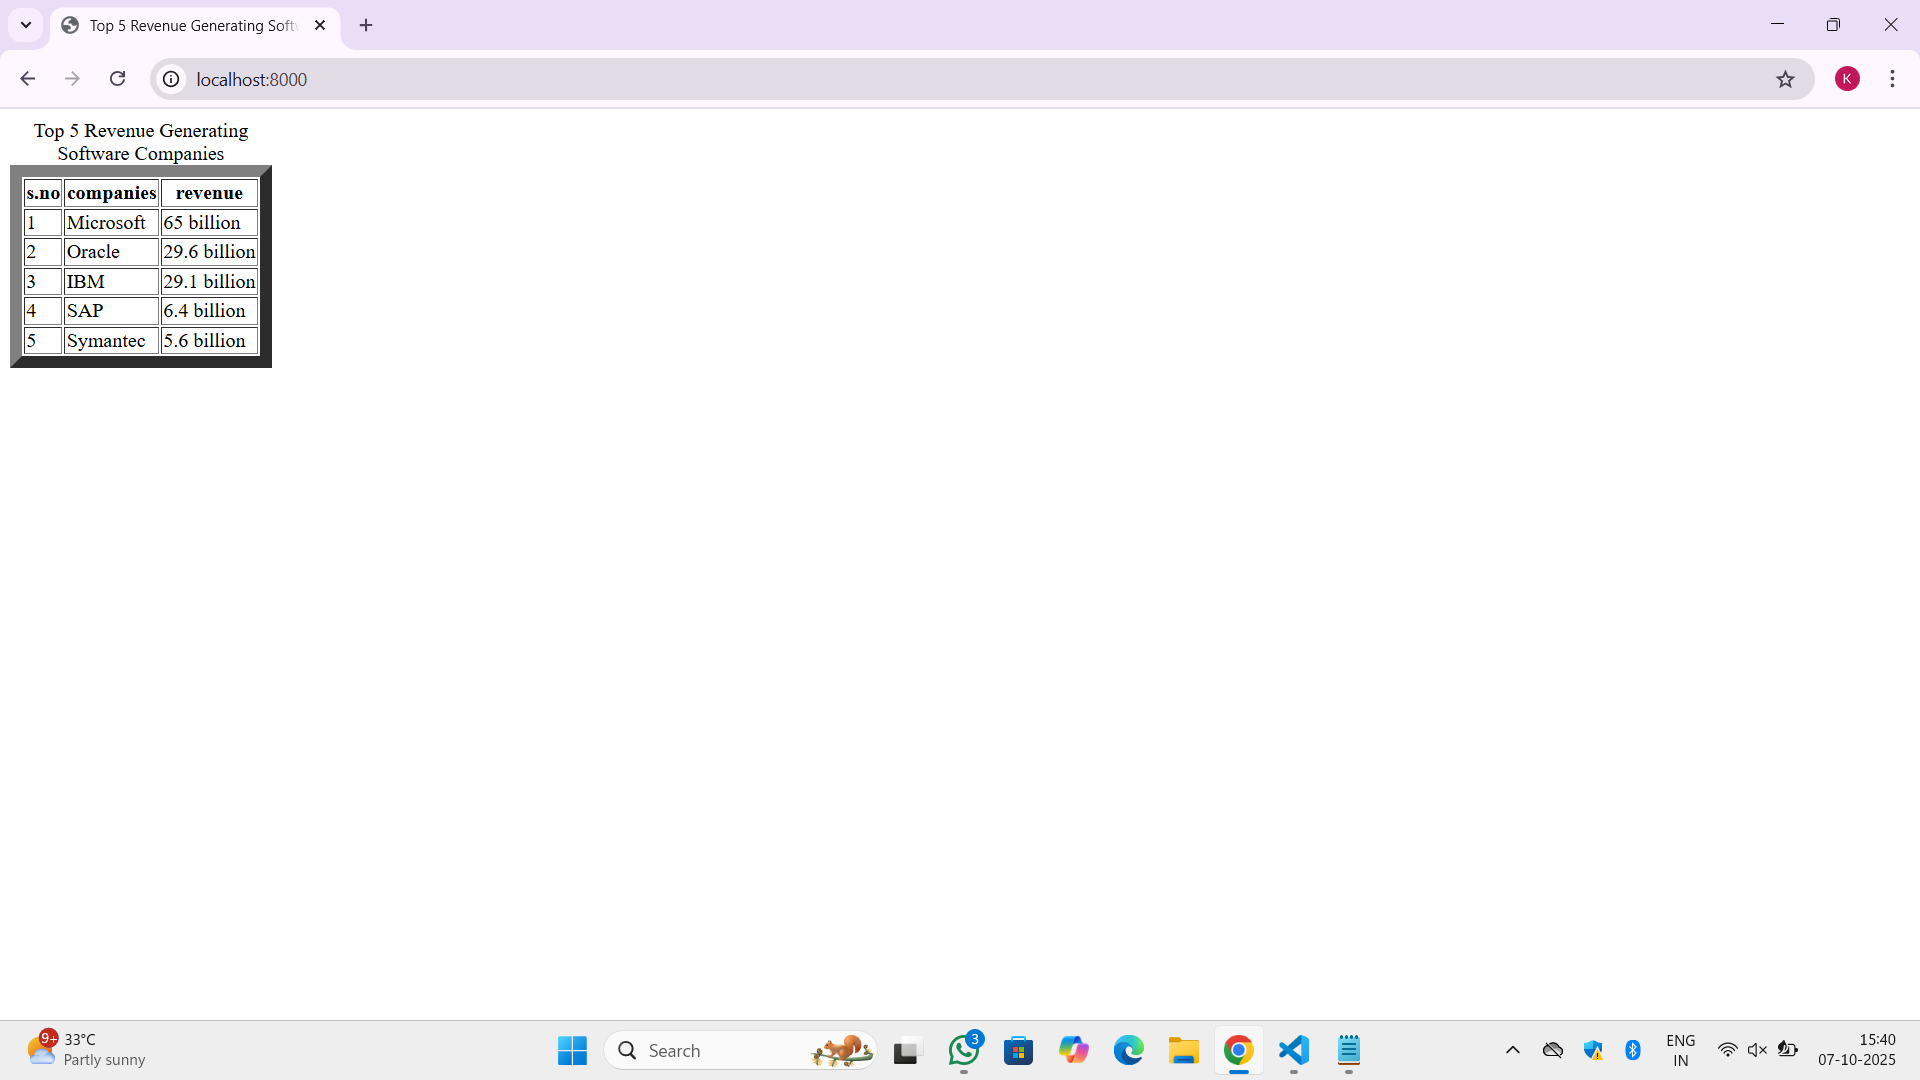 Top 5 Revenue Generating Soft
localhost:8000
K
Top 5 Revenue Generating
Software Companies
s.no companies revenue
1 Microsoft 65 billion
2 Oracle 29.6 billion
3 IBM 29.1 billion
4 SAP 6.4 billion
5 Symantec 5.6 billion
9+ 33°C
Partly sunny
Search
3
ENG
IN
15:40
07-10-2025